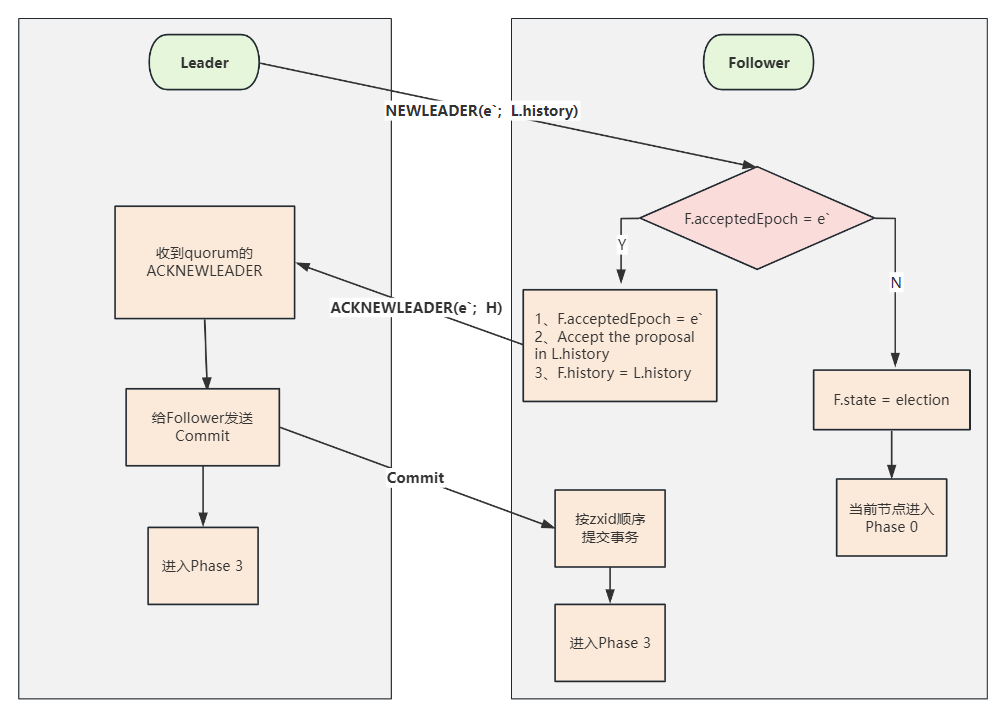 Leader
Follower
NEWLEADER(e`; L.history)
F.acceptedEpoch = e`
Y
N
收到quorum的
ACKNEWLEADER
ACKNEWLEADER(e`; H)
1、F.acceptedEpoch = e`
2、Accept the proposal
in L.history
3、F.history = L.history
F.state = election
给Follower发送
Commit
Commit
按zxid顺序
提交事务
当前节点进入
Phase 0
进入Phase 3
进入Phase 3